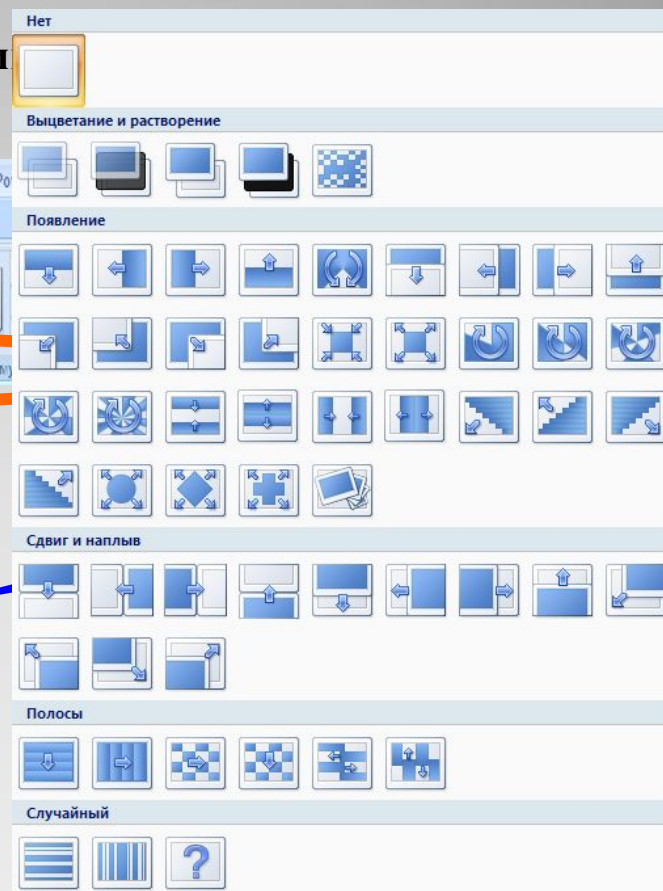 Нет
Выцветание и растворение
Появление
Сдвиг и наплыв
Полосы
Случайный
?